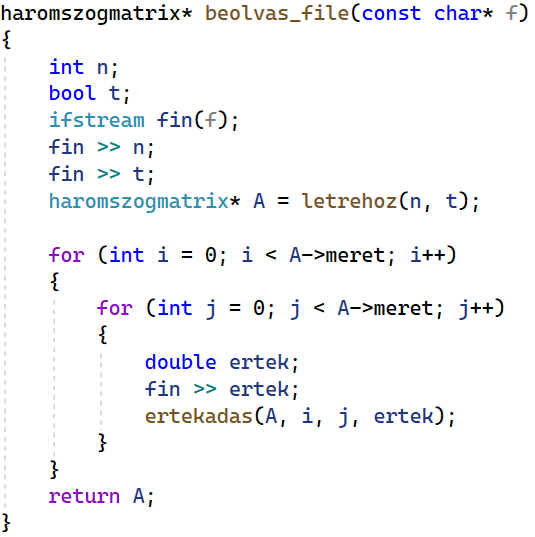 haromszogmatrix* beolvas_file(const char* f)
{
    int n;
    bool t;
    ifstream fin(f);
    fin >> n;
    fin >> t;
    haromszogmatrix* A = letrehoz(n, t);

    for (int i = 0; i < A->meret; i++)
    {
        for (int j = 0; j < A->meret; j++)
        {
            double ertek;
            fin >> ertek;
            ertekadas(A, i, j, ertek);
        }
    }
    return A;
}